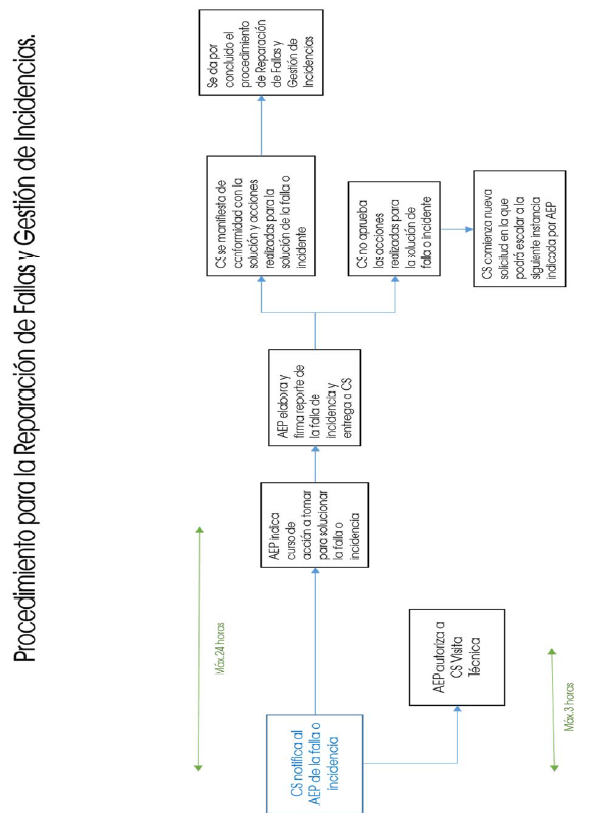 Procedimiento para la Reparación de Fallas y Gestión de Incidencias.
Máx.24 horas
CS notifica al
AEP de la falla o
incidencia
AEP indica
curso de
acción a tomar
para solucionar
la falla o
incidencia
AEP elabora y
firma reporte de
la falla de
incidencia y
entrega a CS
CS se manifiesta de
conformidad con la
solución y acciones
realizadas para la
solución de la falla o
incidente
Se da por
concluido el
procedimiento
de Reparación
de Fallas y
Gestión de
Incidencias
CS no aprueba
las acciones
realizadas para
la solución de
falla o incidente
CS comienza nueva
solicitud en la que
podrá escalar a la
siguiente instancia
indicada por AEP
AEP autoriza a
CS Visita
Técnica
Máx.3 horas